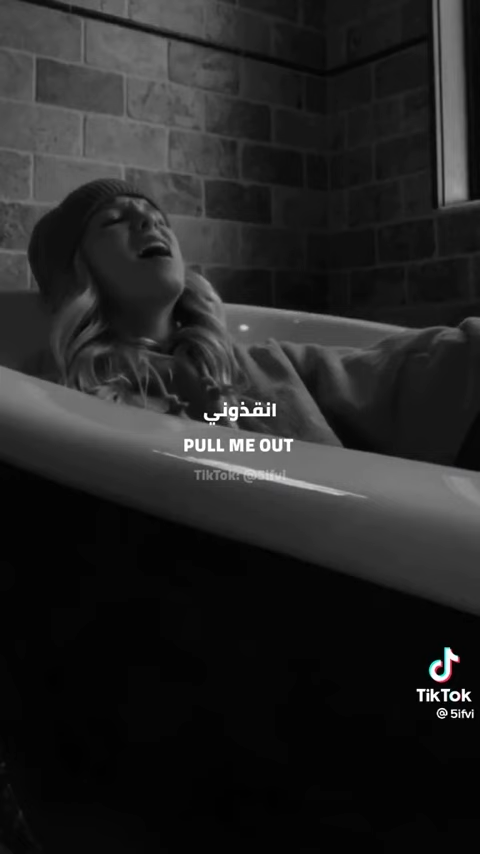 انقذوني
PULL ME OUT
TikTok: @5ifvi
TikTok
@ 5ifvi